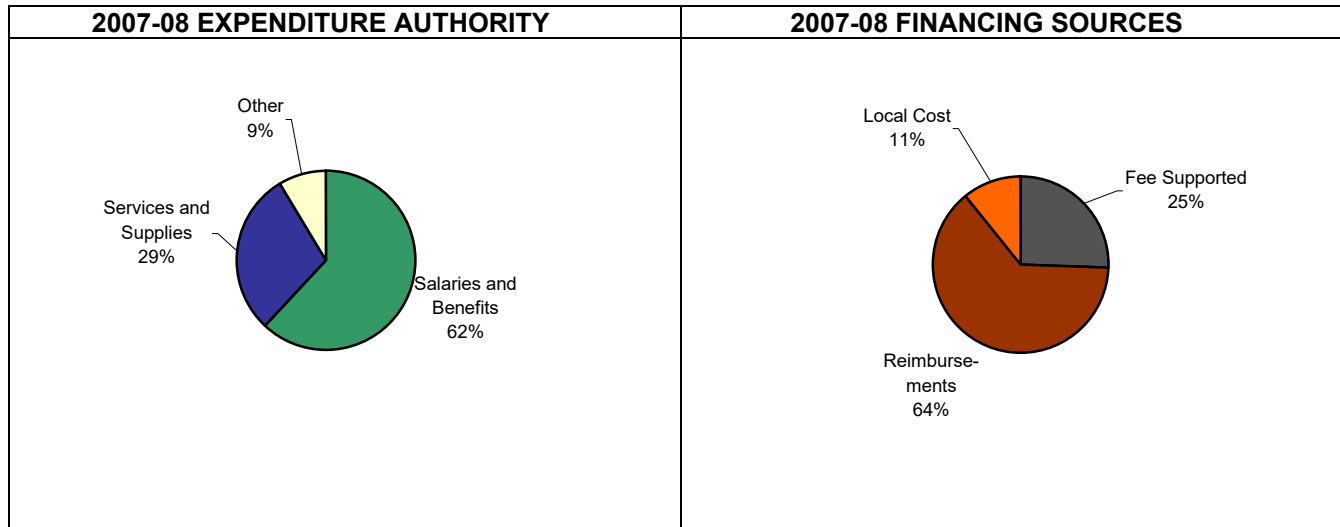 2007-08 EXPENDITURE AUTHORITY
Other
9%
Services and
Supplies
29%
Salaries and
Benefits
62%
2007-08 FINANCING SOURCES
Local Cost
11%
Fee Supported
25%
Reimburse-
ments
64%